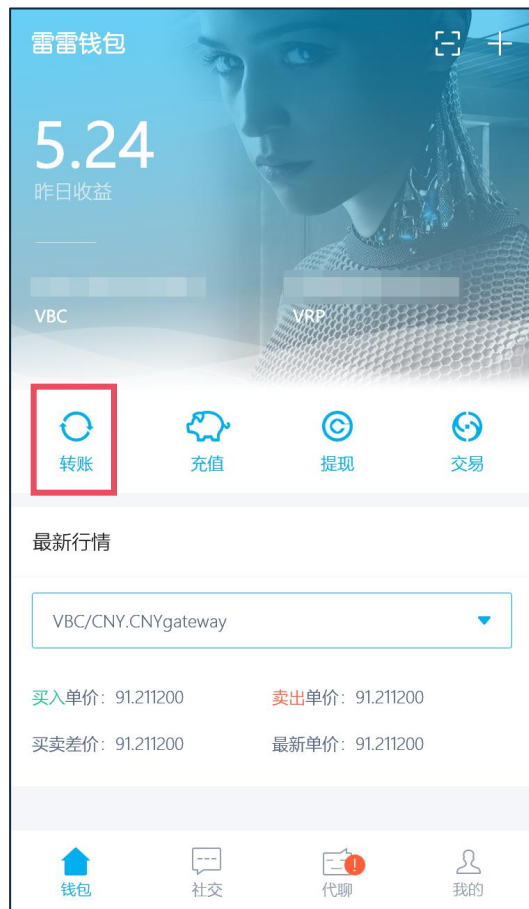 雷雷钱包
5.24
昨日收益
VBC
VRP
转账
充值
提现
交易
最新行情
VBC/CNY.CNYgateway
买入单价：91.211200
卖出单价：91.211200
买卖差价：91.211200
最新单价：91.211200
钱包
社交
代聊
我的